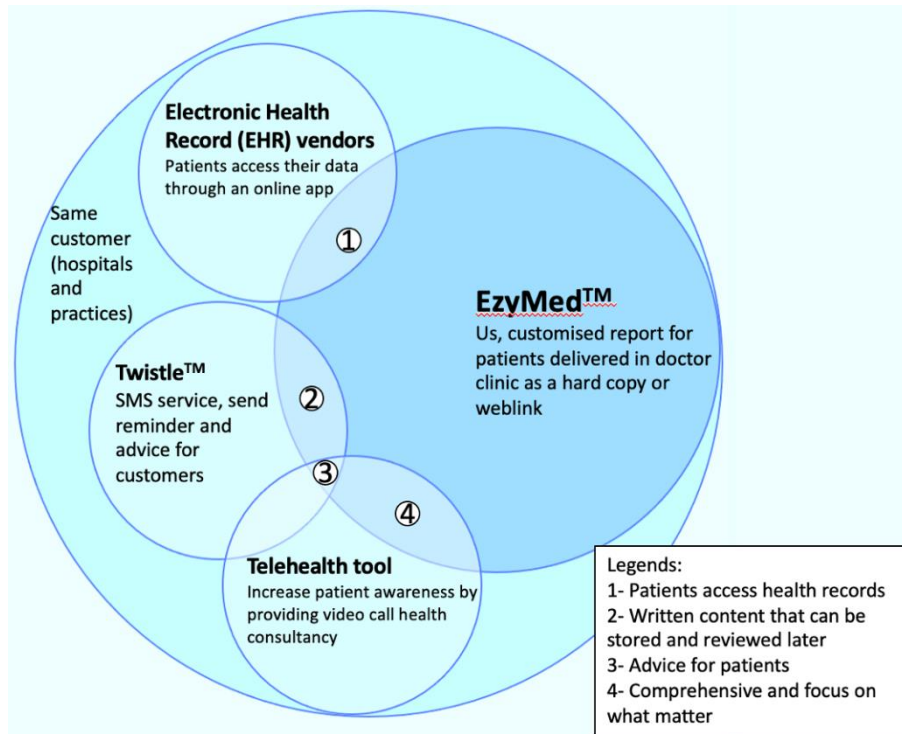 Electronic Health
Record (EHR) vendors
Patients access their data
through an online app
Same
customer
(hospitals
and
practices)
①
EzyMed™
Us, customised report for
patients delivered in doctor
clinic as a hard copy or
weblink
Twistle™
SMS service, send
reminder and
advice for
customers
②
③
④
Telehealth tool
Increase patient awareness by
providing video call health
consultancy
Legends:
1- Patients access health records
2- Written content that can be
stored and reviewed later
3- Advice for patients
4- Comprehensive and focus on
what matter